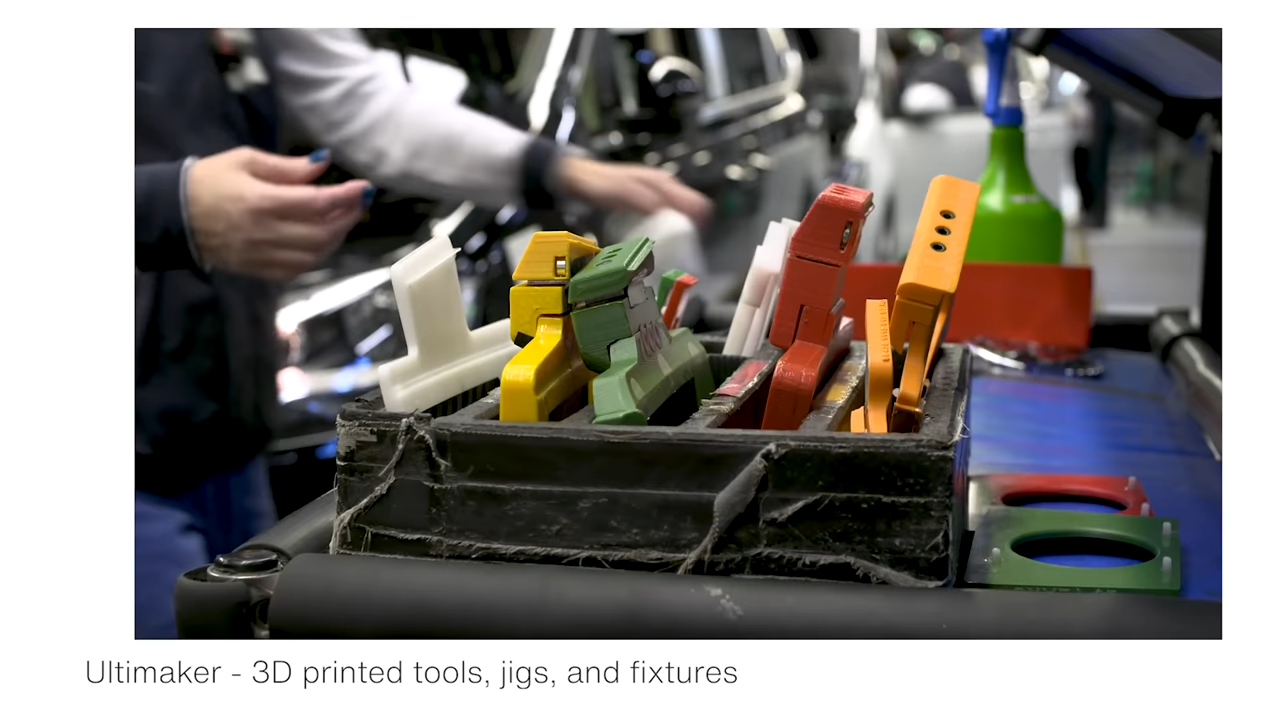 Ultimaker - 3D printed tools, jigs, and fixtures